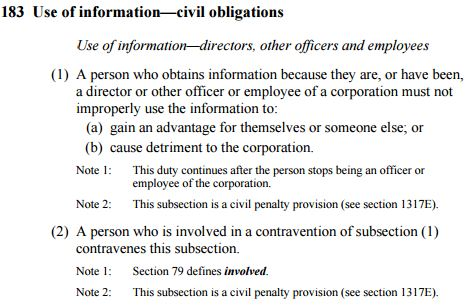 183 Use of information—civil obligations
Use of information—directors, other officers and employees
(1) A person who obtains information because they are, or have been,
a director or other officer or employee of a corporation must not
improperly use the information to:
(a) gain an advantage for themselves or someone else; or
(b) cause detriment to the corporation.
Note 1: This duty continues after the person stops being an officer or
employee of the corporation.
Note 2: This subsection is a civil penalty provision (see section 1317E).
(2) A person who is involved in a contravention of subsection (1)
contravenes this subsection.
Note 1: Section 79 defines involved.
Note 2: This subsection is a civil penalty provision (see section 1317E).